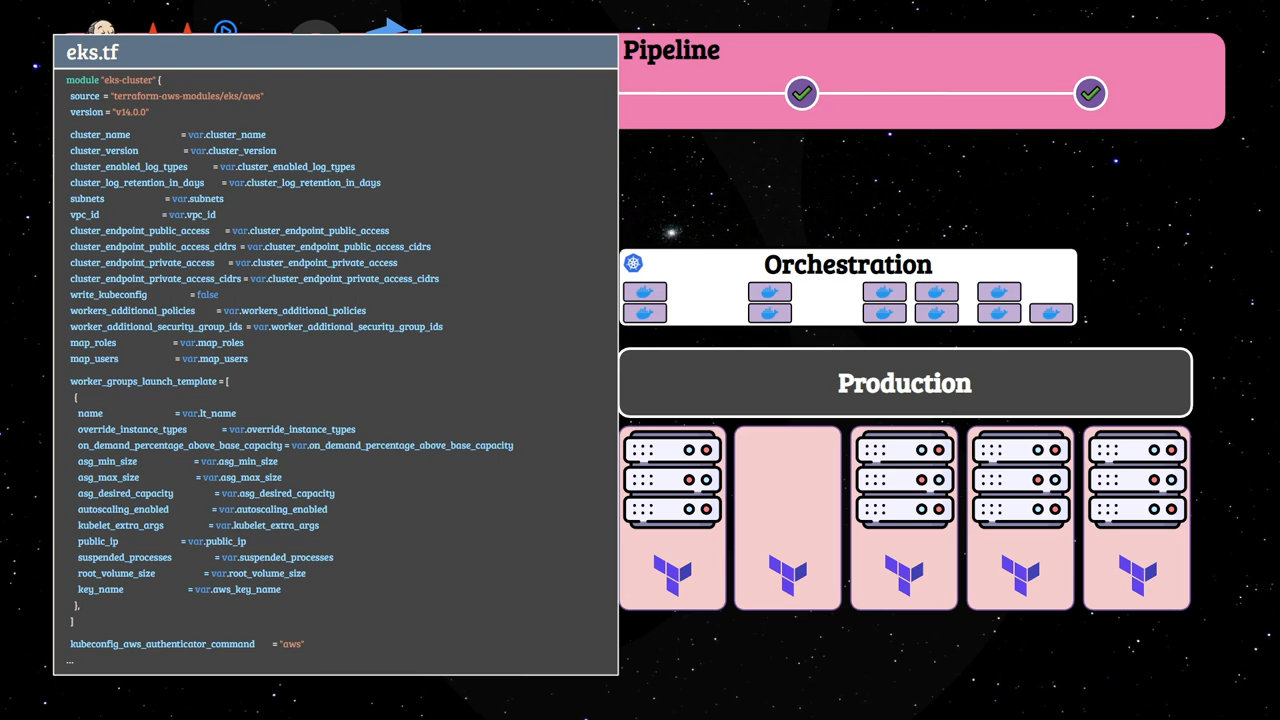 eks.tf
module "eks-cluster" {
source = "terraform-aws-modules/eks/aws"
version = "v14.0.0"
cluster_name = var.cluster_name
cluster_version = var.cluster_version
cluster_enabled_log_types = var.cluster_enabled_log_types
cluster_log_retention_in_days = var.cluster_log_retention_in_days
subnets = var.subnets
vpc_id = var.vpc_id
cluster_endpoint_public_access = var.cluster_endpoint_public_access
cluster_endpoint_public_access_cidrs = var.cluster_endpoint_public_access_cidrs
cluster_endpoint_private_access = var.cluster_endpoint_private_access
cluster_endpoint_private_access_cidrs = var.cluster_endpoint_private_access_cidrs
write_kubeconfig = false
workers_additional_policies = var.workers_additional_policies
worker_additional_security_group_ids = var.worker_additional_security_group_ids
map_roles = var.map_roles
map_users = var.map_users
worker_groups_launch_template = [
{
name = var.lt_name
override_instance_types = var.override_instance_types
on_demand_percentage_above_base_capacity = var.on_demand_percentage_above_base_capacity
asg_min_size = var.asg_min_size
asg_max_size = var.asg_max_size
asg_desired_capacity = var.asg_desired_capacity
autoscaling_enabled = var.autoscaling_enabled
kubelet_extra_args = var.kubelet_extra_args
public_ip = var.public_ip
suspended_processes = var.suspended_processes
root_volume_size = var.root_volume_size
key_name = var.aws_key_name
},
]
kubeconfig_aws_authenticator_command = "aws"
...
Pipeline
Orchestration
Production